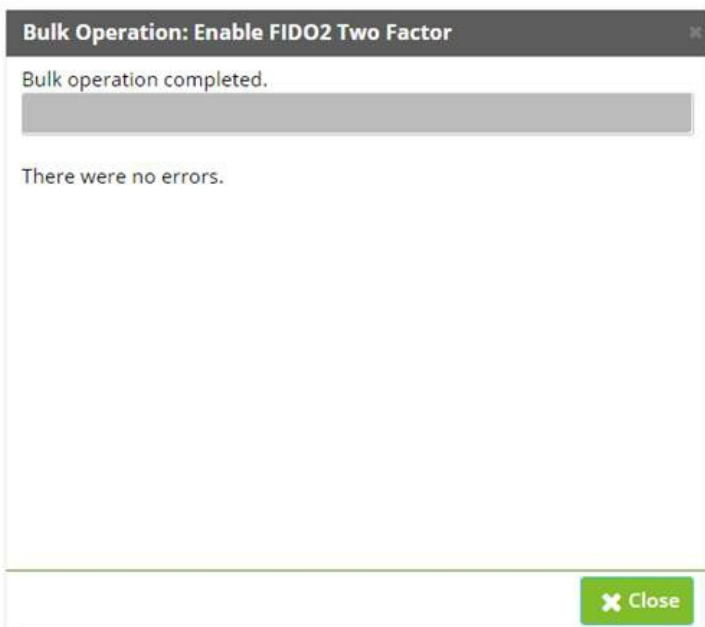 Bulk Operation: Enable FIDO2 Two Factor
Bulk operation completed.
There were no errors.
Close